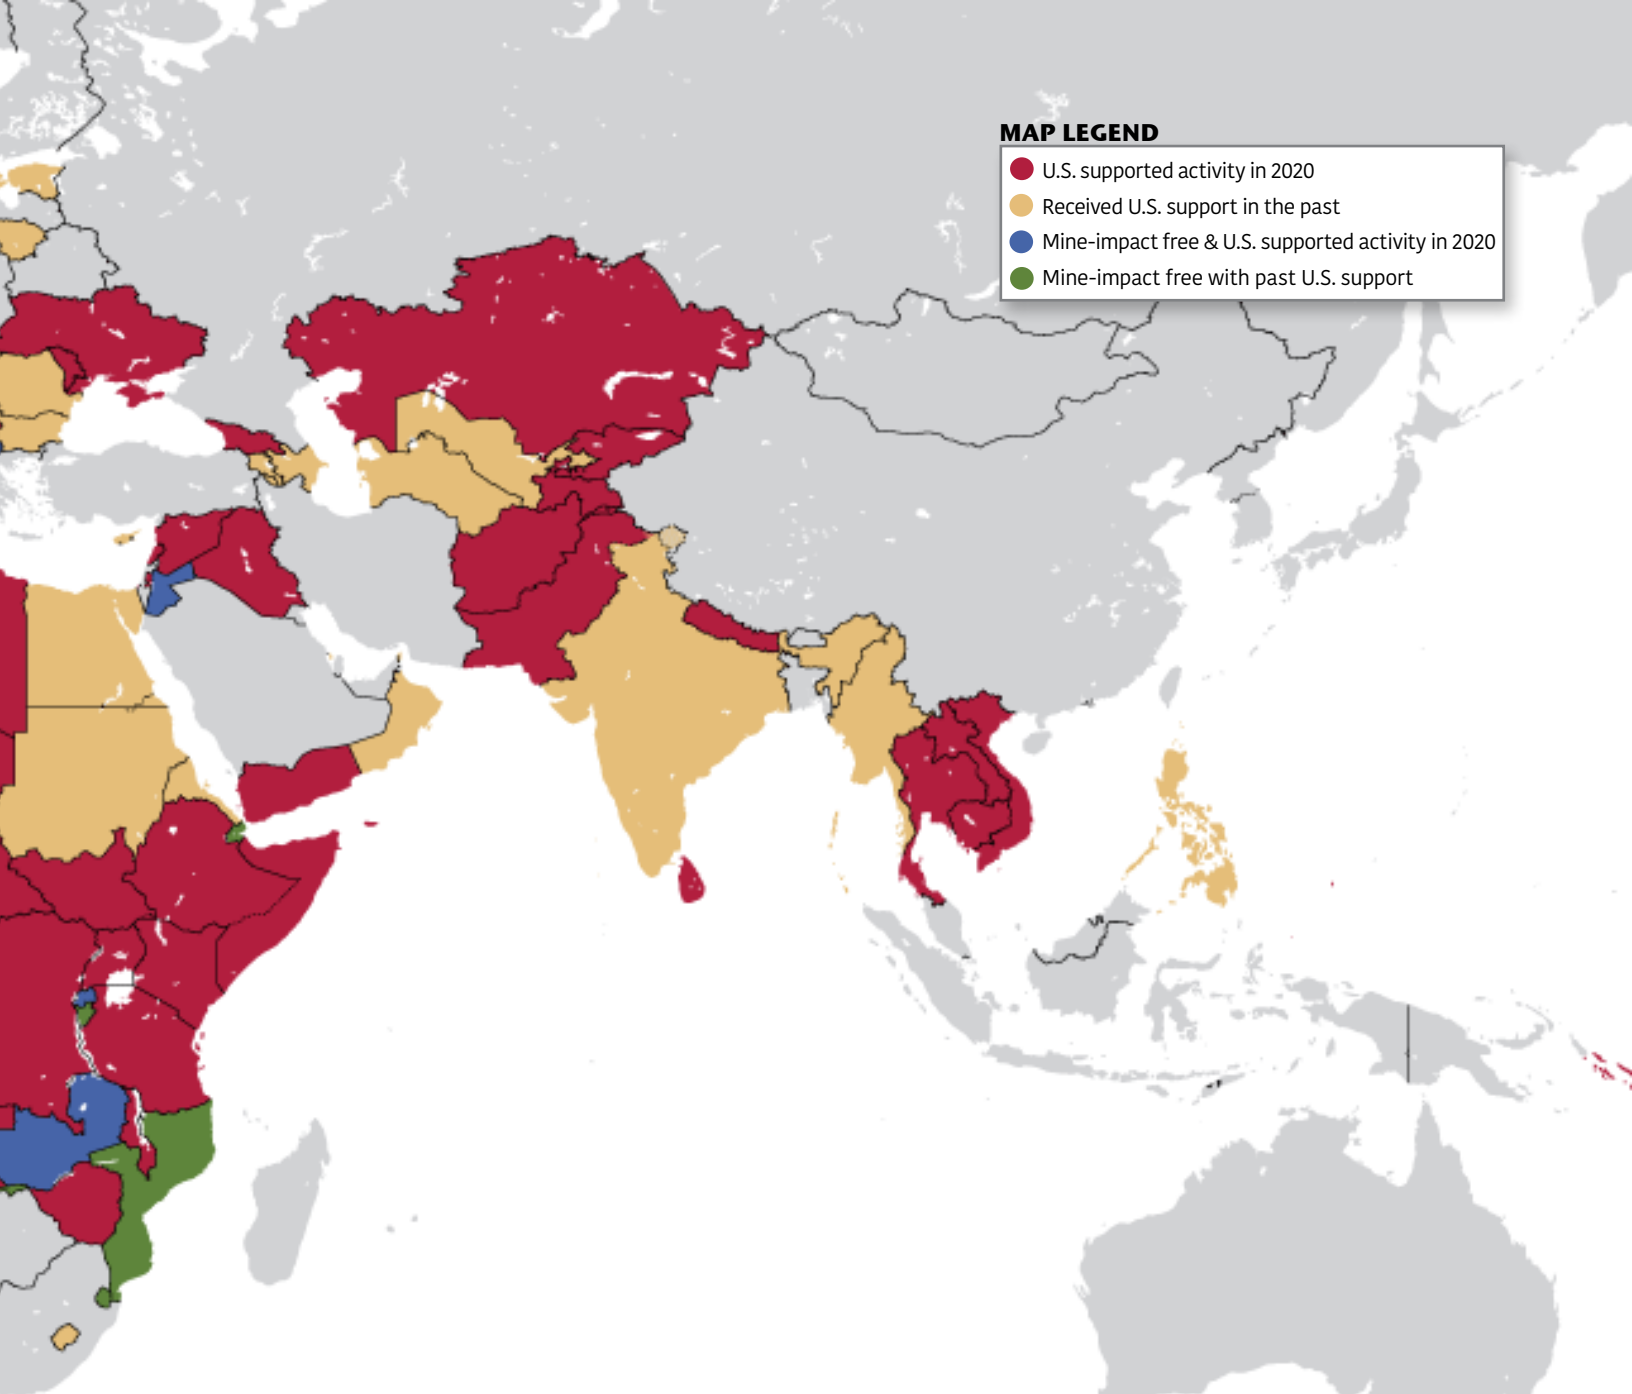 MAP LEGEND
U.S. supported activity in 2020
Received U.S. support in the past
Mine-impact free & U.S. supported activity in 2020
Mine-impact free with past U.S. support